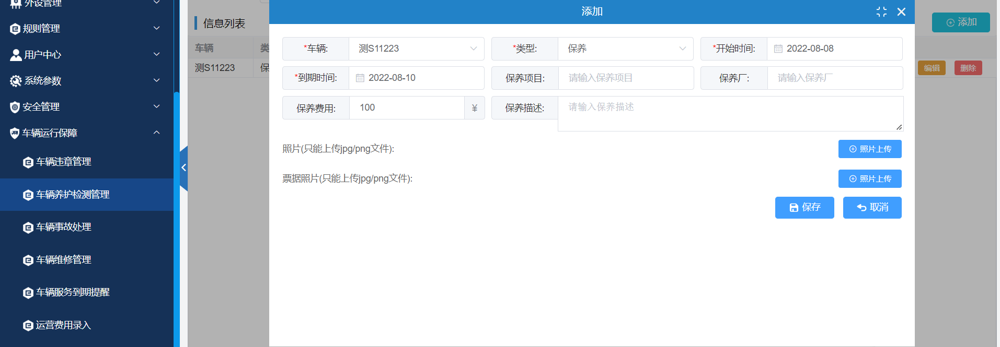 外设管理
规则管理
用户中心
系统参数
安全管理
车辆运行保障
车辆违章管理
车辆养护检测管理
车辆事故处理
车辆维修管理
车辆服务到期提醒
运营费用录入
信息列表
添加
车辆 类
测S11223 保
编辑 删除
添加
*车辆: 测S11223
*类型: 保养
*开始时间: 2022-08-08
*到期时间: 2022-08-10
保养项目: 请输入保养项目
保养厂: 请输入保养厂
保养费用: 100 ¥
保养描述: 请输入保养描述
照片(只能上传jpg/png文件): 照片上传
票据照片(只能上传jpg/png文件): 照片上传
保存 取消